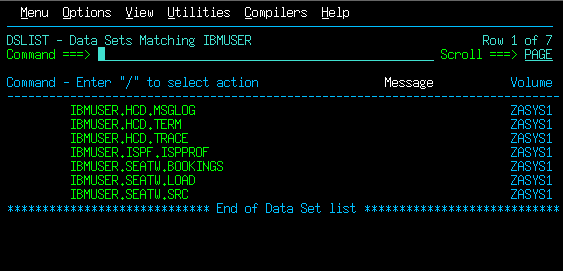 Menu Options View Utilities Compilers Help
DSLIST - Data Sets Matching IBMUSER Row 1 of 7
Command ===> Scroll ===> PAGE
Command - Enter "/" to select action Message Volume
-------------------------------------------------------------------------------
IBMUSER.HCD.MSGLOG ZASYS1
IBMUSER.HCD.TERM ZASYS1
IBMUSER.HCD.TRACE ZASYS1
IBMUSER.ISPF.ISPPROF ZASYS1
IBMUSER.SEATW.BOOKINGS ZASYS1
IBMUSER.SEATW.LOAD ZASYS1
IBMUSER.SEATW.SRC ZASYS1
***************************** End of Data Set list ****************************